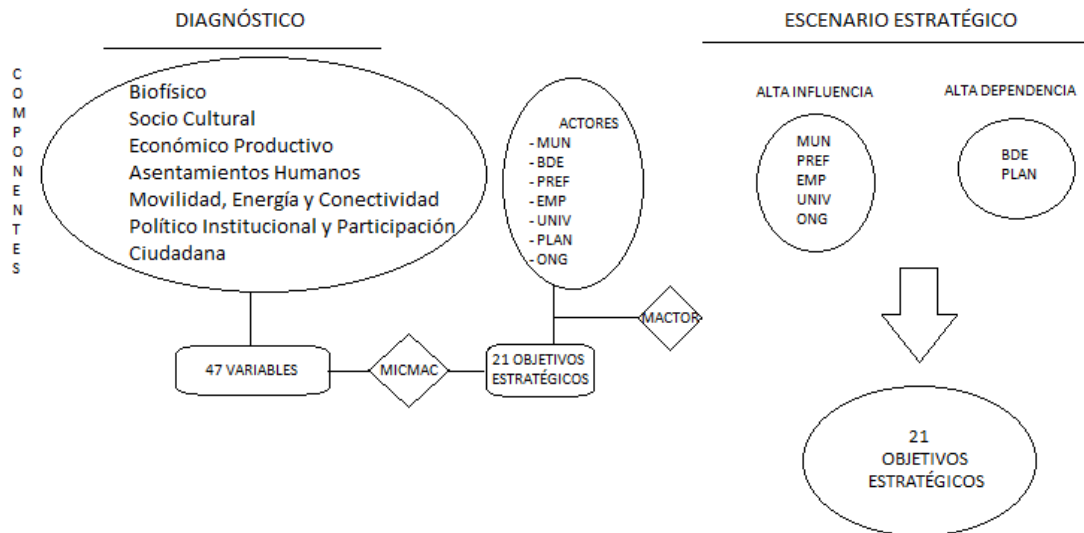 DIAGNÓSTICO
COMPONENTES
Biofísico
Socio Cultural
Económico Productivo
Asentamientos Humanos
Movilidad, Energía y Conectividad
Político Institucional y Participación
Ciudadana
ACTORES
- MUN
- BDE
- PREF
- EMP
- UNIV
- PLAN
- ONG
MACTOR
47 VARIABLES
MICMAC
21 OBJETIVOS
ESTRATÉGICOS
ESCENARIO ESTRATÉGICO
ALTA INFLUENCIA
MUN
PREF
EMP
UNIV
ONG
ALTA DEPENDENCIA
BDE
PLAN
21
OBJETIVOS
ESTRATÉGICOS